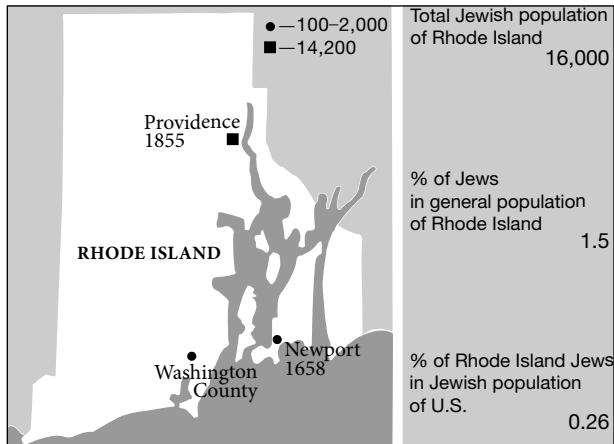 ●—100–2,000
■—14,200
Providence
1855
RHODE ISLAND
Newport
1658
Washington
County
Total Jewish population
of Rhode Island
16,000
% of Jews
in general population
of Rhode Island
1.5
% of Rhode Island Jews
in Jewish population
of U.S.
0.26